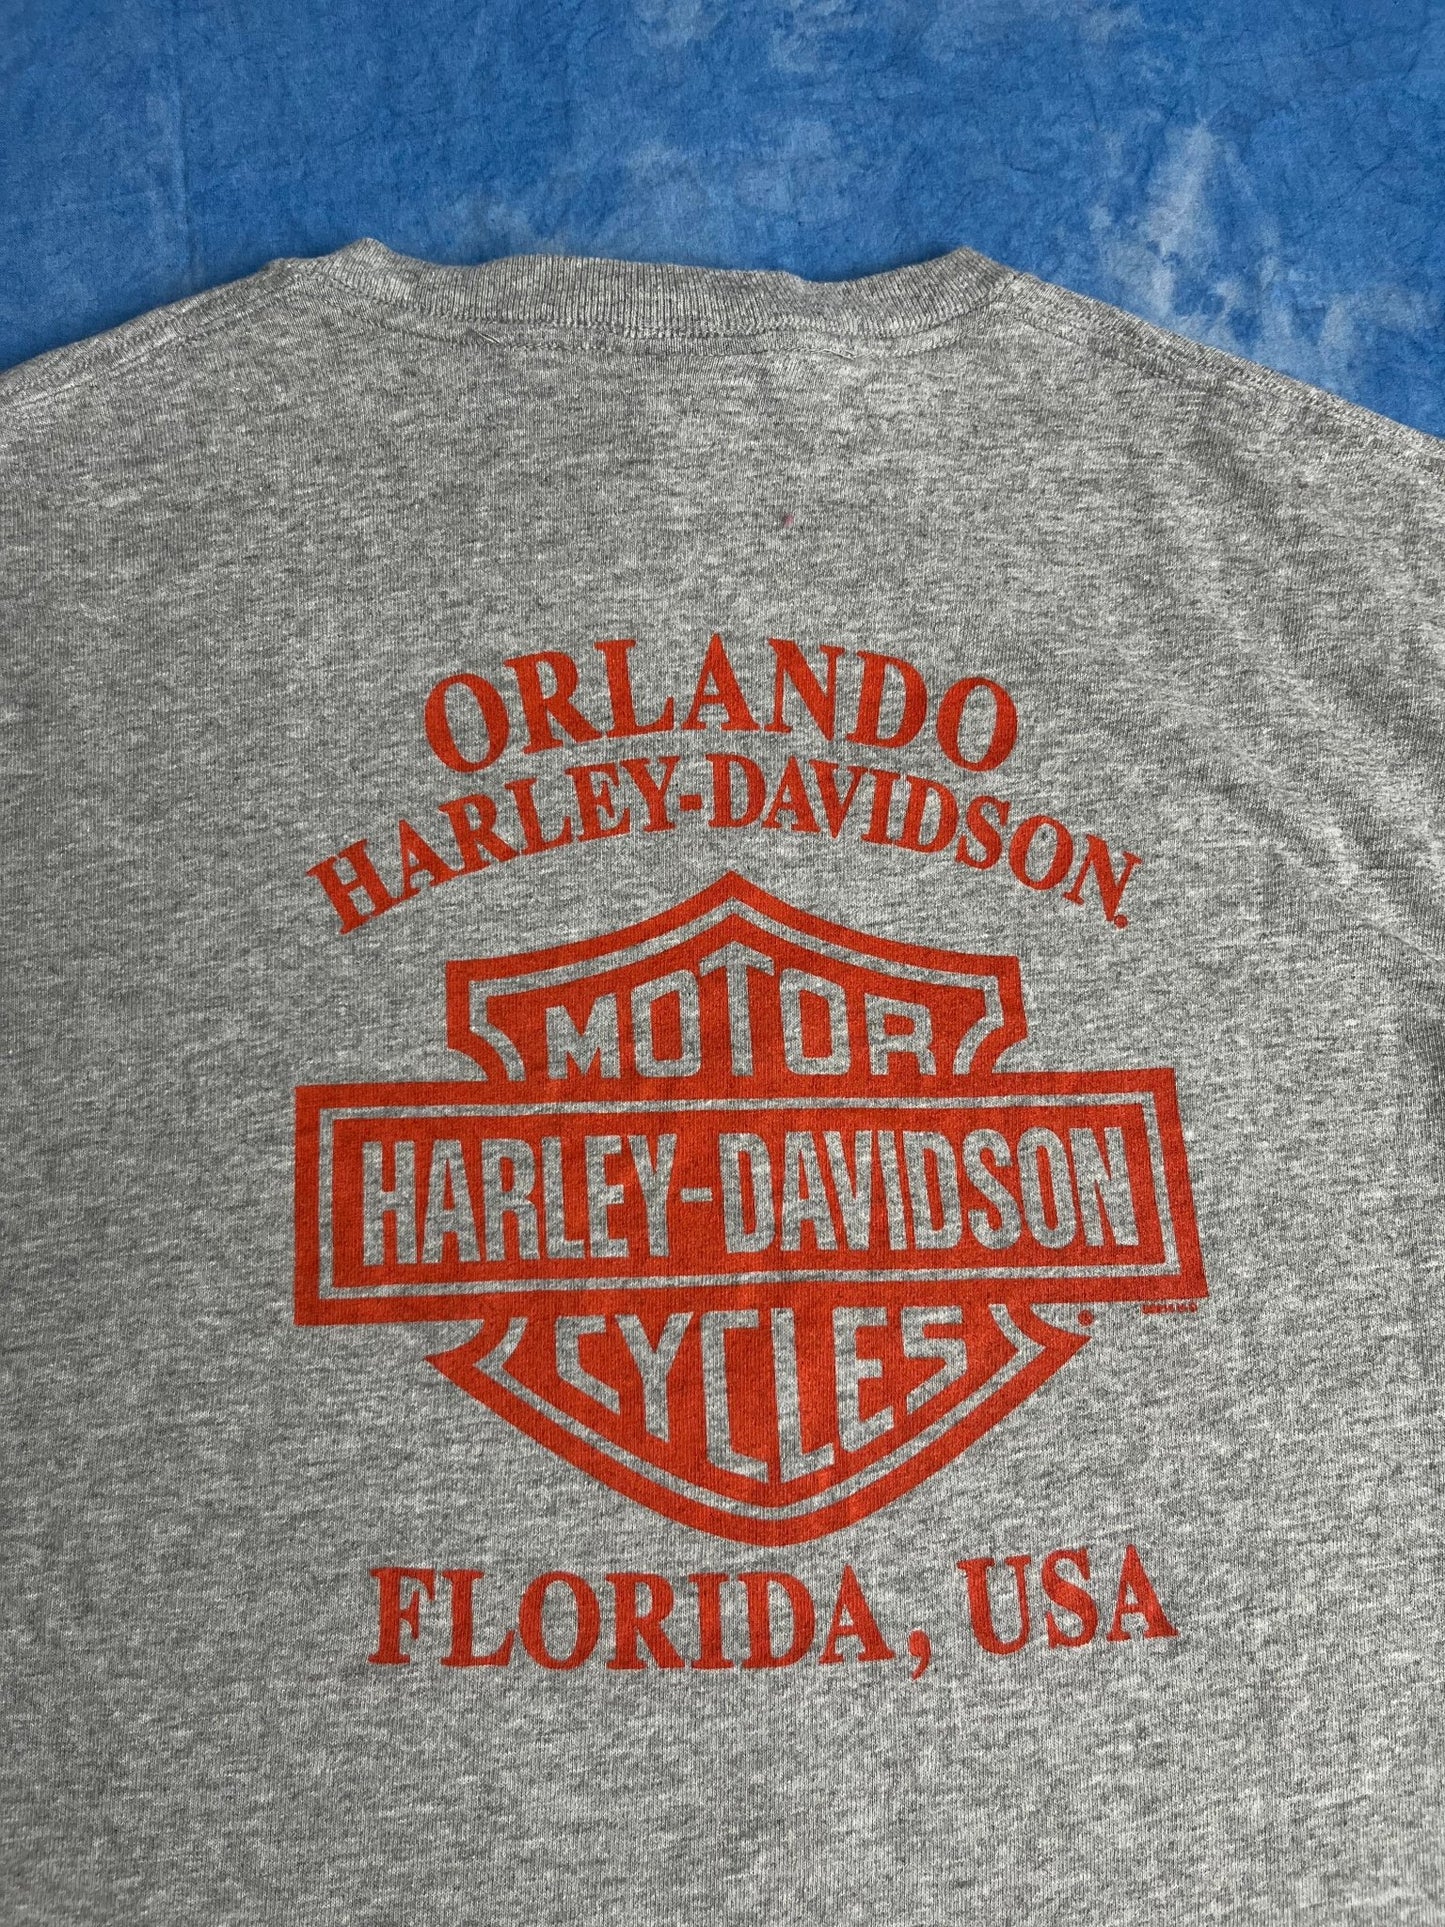 ORLANDO
HARLEY-DAVIDSON
MOTOR
HARLEY-DAVIDSON
CYCLES
FLORIDA, USA